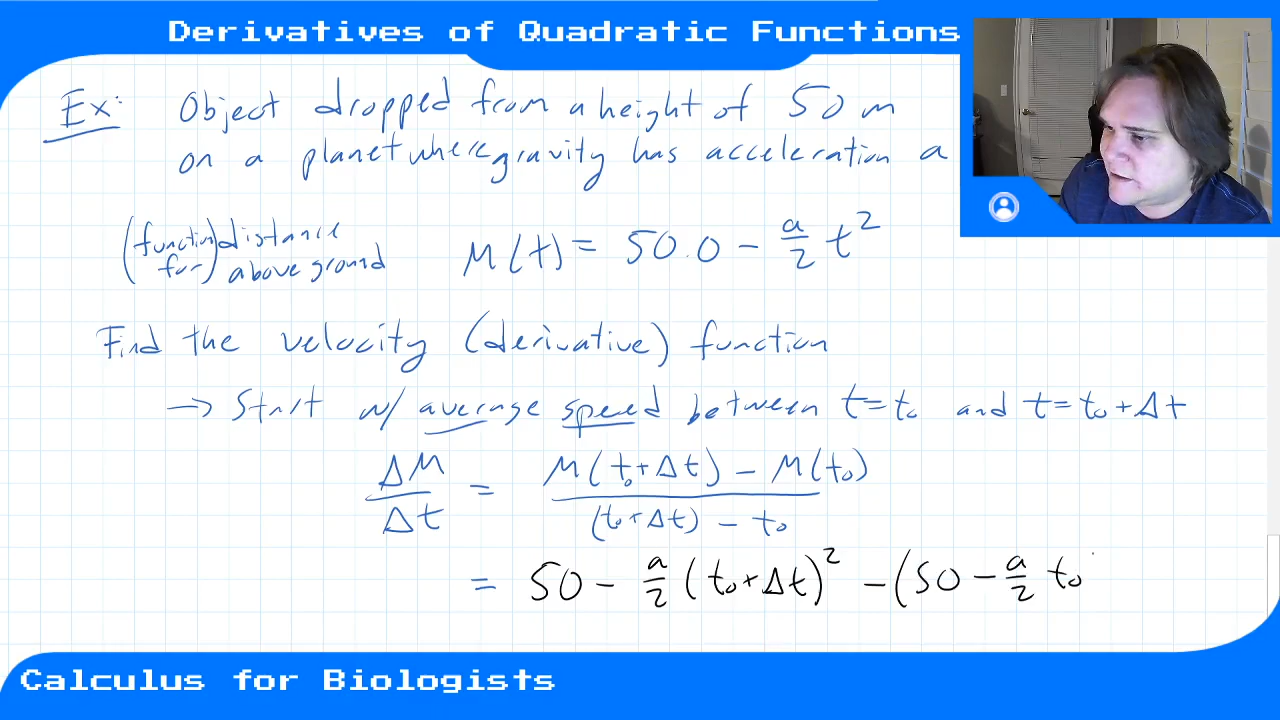 Derivatives of Quadratic Functions
Ex: Object dropped from a height of 50 m
on a planet where gravity has acceleration a
(function for) distance above ground M(t) = 50.0 - a/2 t²
Find the velocity (derivative) function
→ Start w/ average speed between t=t₀ and t=t₀+Δt
ΔM/Δt = M(t₀+Δt) - M(t₀) / (t₀+Δt) - t₀
= 50 - a/2 (t₀+Δt)² - (50 - a/2 t₀
Calculus for Biologists